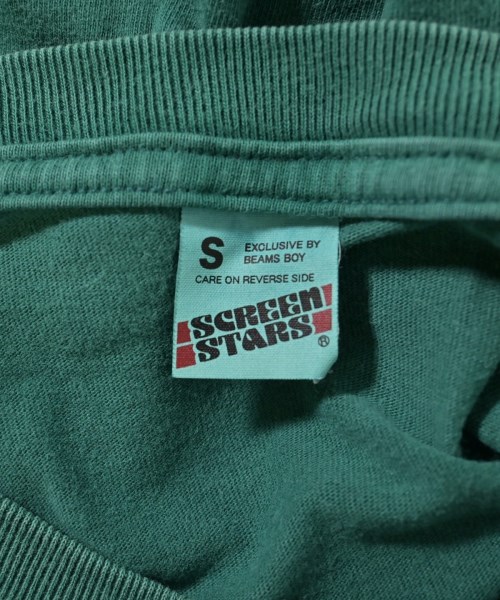 S
EXCLUSIVE BY
BEAMS BOY
CARE ON REVERSE SIDE
SCREEN
STARS®